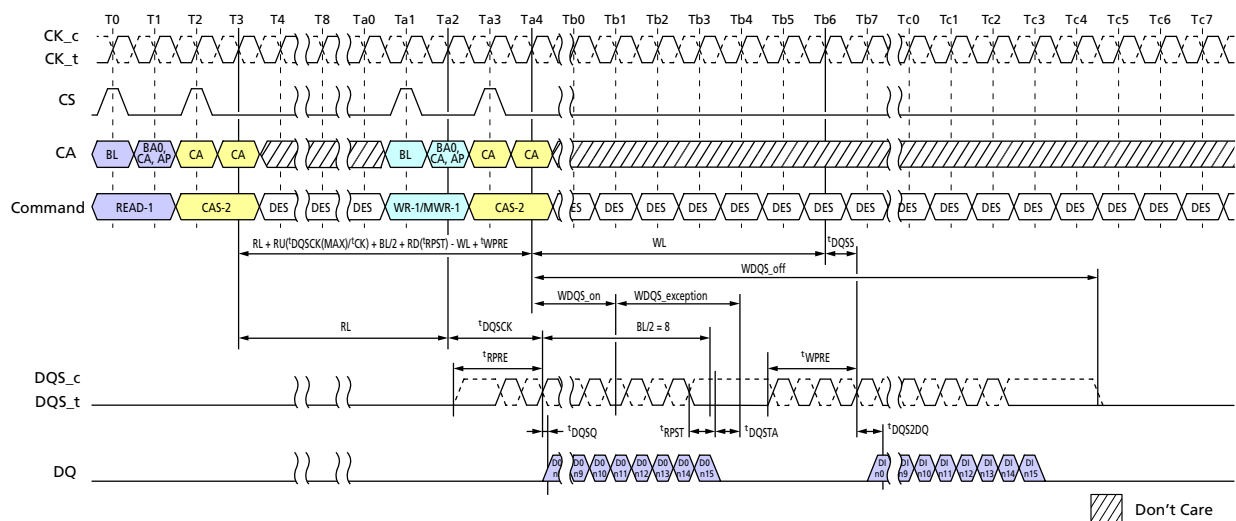 T0 T1 T2 T3 T4 T8 Ta0 Ta1 Ta2 Ta3 Ta4 Tb0 Tb1 Tb2 Tb3 Tb4 Tb5 Tb6 Tb7 Tc0 Tc1 Tc2 Tc3 Tc4 Tc5 Tc6 Tc7
CK_c
CK_t
CS
CA
BL BA0, CA, AP CA CA BL BA0, CA, AP CA CA
Command
READ-1 CAS-2 DES DES DES WR-1/MWR-1 CAS-2 DES DES DES DES DES DES DES DES DES DES DES DES DES DES DES DES
RL + RU(tDQSCK(MAX)/tCK) + BL/2 + RD(tRPST) - WL + tWPRE WL tDQSS
WDQS_off
WDQS_on WDQS_exception
RL tDQSCK BL/2 = 8
tRPRE tWPRE
DQS_c
DQS_t
tDQSQ tRPST tDQSTA tDQS2DQ
DQ
D0 n0 D0 n9 D0 n10 D0 n11 D0 n12 D0 n13 D0 n14 D0 n15 DI n0 DI n9 DI n10 DI n11 DI n12 DI n13 DI n14 DI n15
Don't Care